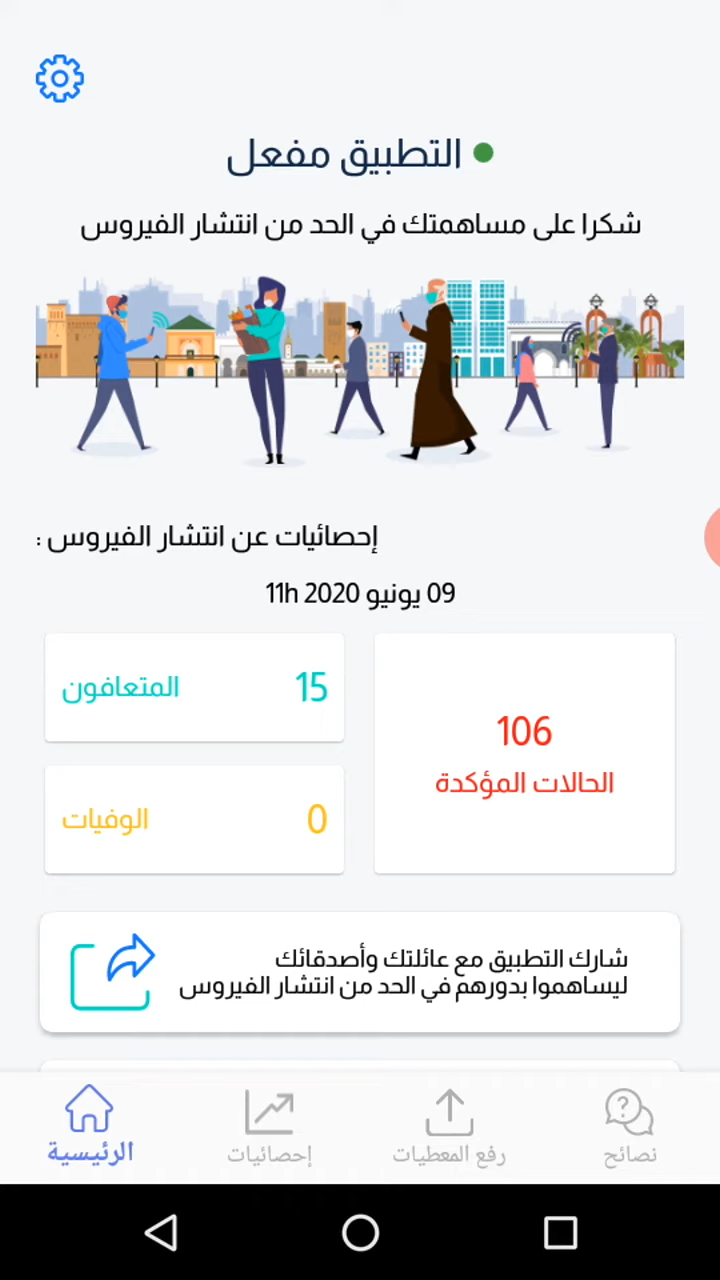 التطبيق مفعل
شكرا على مساهمتك في الحد من انتشار الفيروس
إحصائيات عن انتشار الفيروس :
09 يونيو 2020 11h
106
الحالات المؤكدة
15 المتعافون
0 الوفيات
شارك التطبيق مع عائلتك وأصدقائك
ليساهموا بدورهم في الحد من انتشار الفيروس
نصائح
رفع المعطيات
إحصائيات
الرئيسية